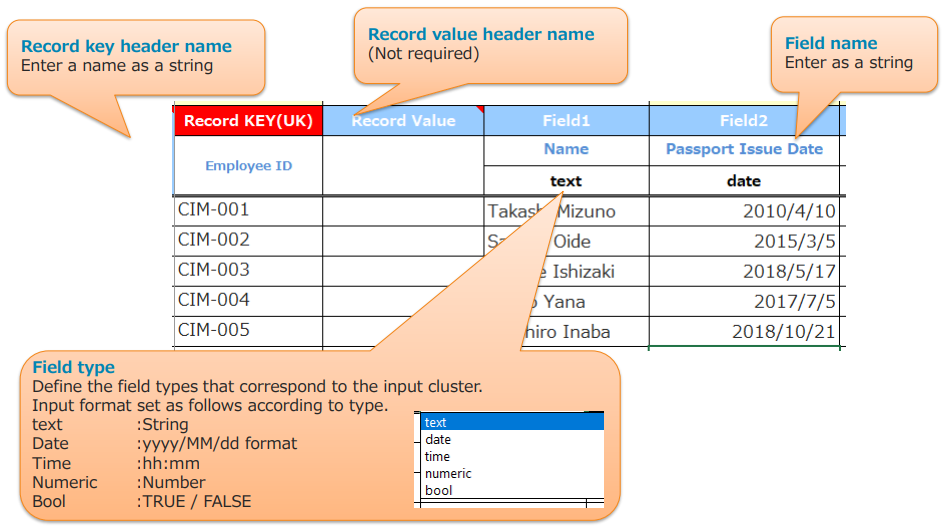 Record key header name
Enter a name as a string
Record value header name
(Not required)
Field name
Enter as a string
Record KEY(UK) Record Value Field1 Field2
Employee ID Name Passport Issue Date
text date
CIM-001 Mizuno 2010/4/10
CIM-002 Oide 2015/3/5
CIM-003 Ishizaki 2018/5/17
CIM-004 Yana 2017/7/5
CIM-005 Inaba 2018/10/21
Field type
Define the field types that correspond to the input cluster.
Input format set as follows according to type.
text :String
Date :yyyy/MM/dd format
Time :hh:mm
Numeric :Number
Bool :TRUE / FALSE
text
date
time
numeric
bool